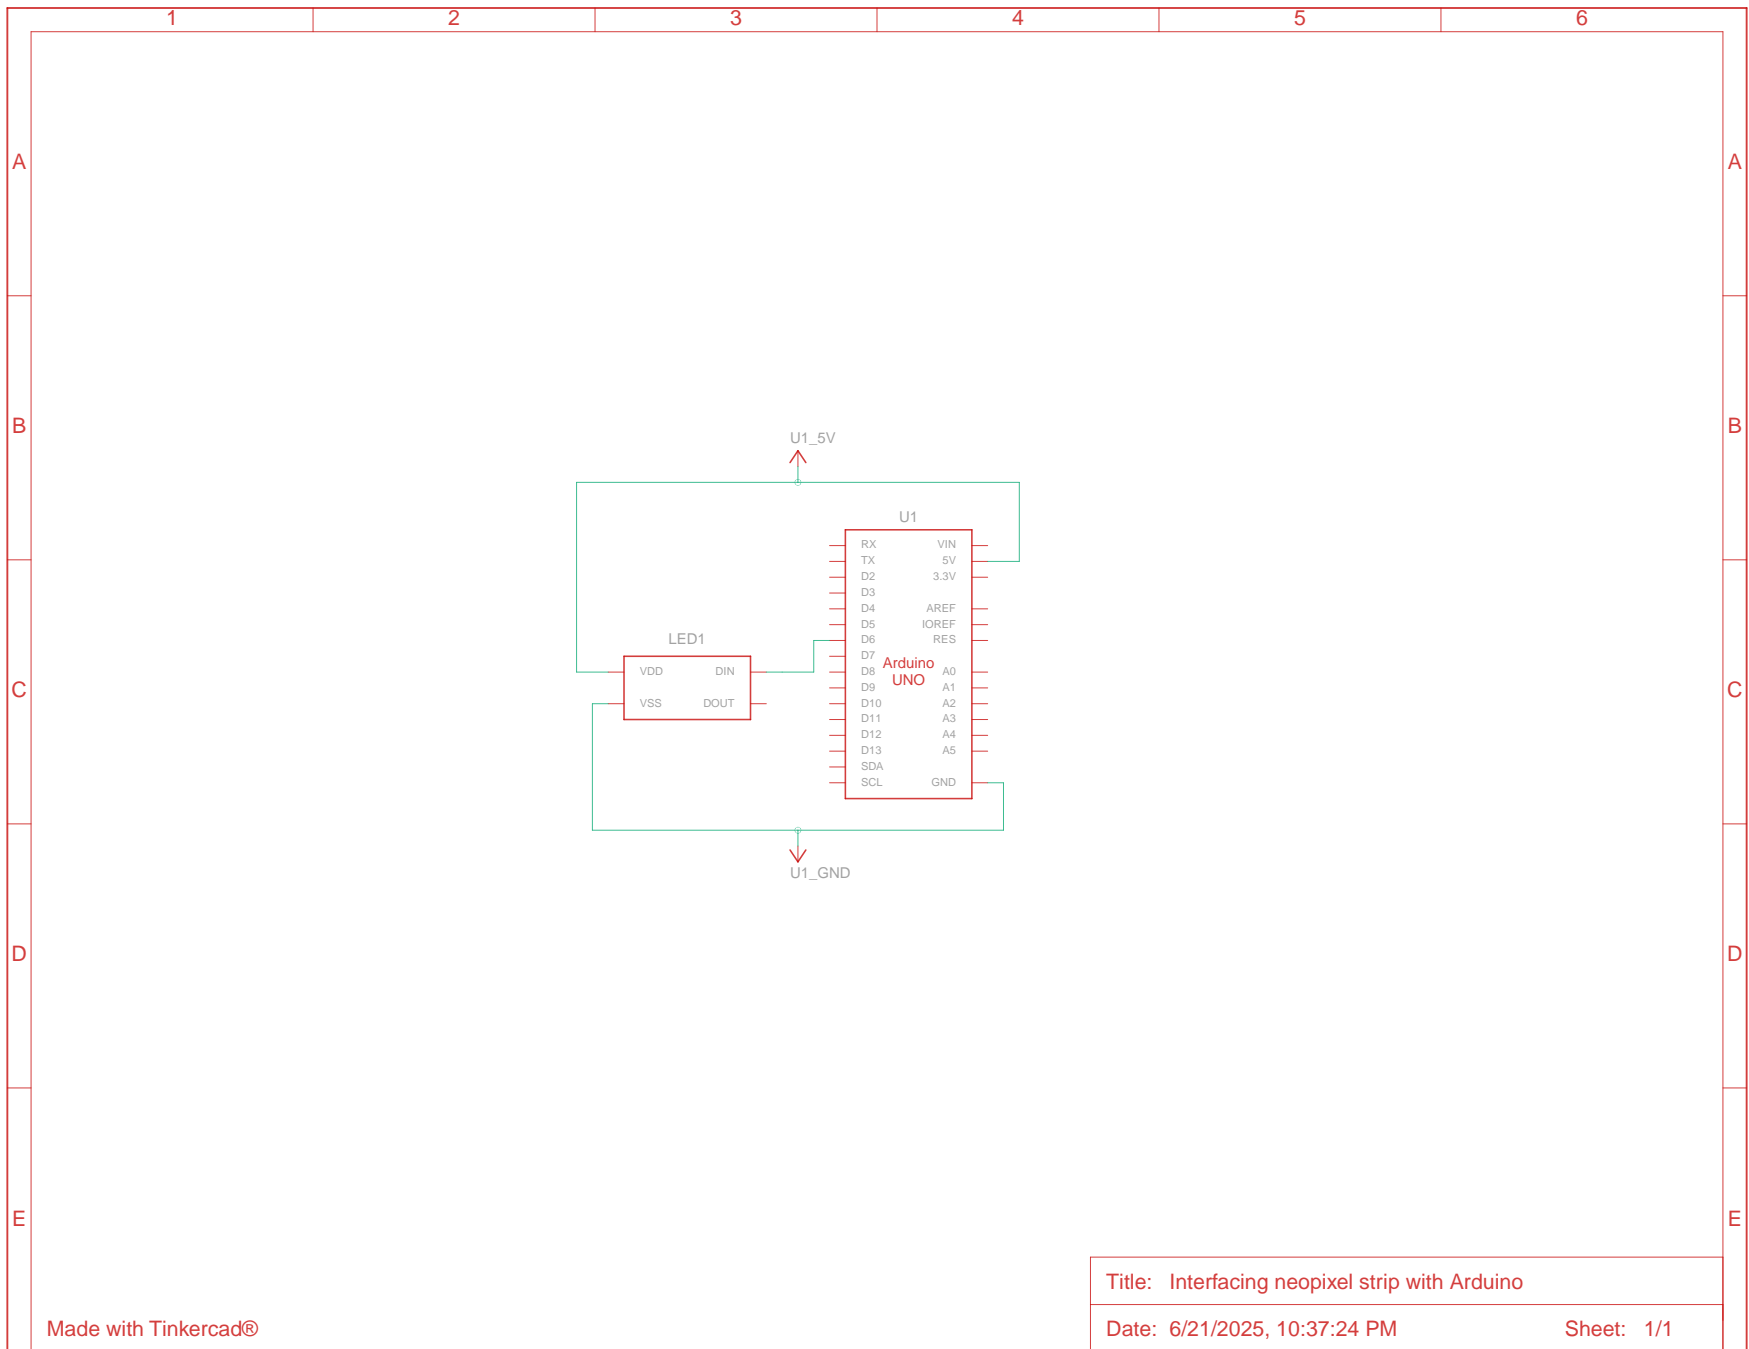 1 2 3 4 5 6
A A
B B
U1_5V
U1
RX VIN
TX 5V
D2 3.3V
D3
D4 AREF
D5 IOREF
D6 RES
D7
Arduino
UNO
D8 A0
D9 A1
D10 A2
D11 A3
D12 A4
D13 A5
SDA
SCL GND
LED1
VDD DIN
VSS DOUT
C C
U1_GND
D D
E E
Title: Interfacing neopixel strip with Arduino
Made with Tinkercad®
Date: 6/21/2025, 10:37:24 PM Sheet: 1/1